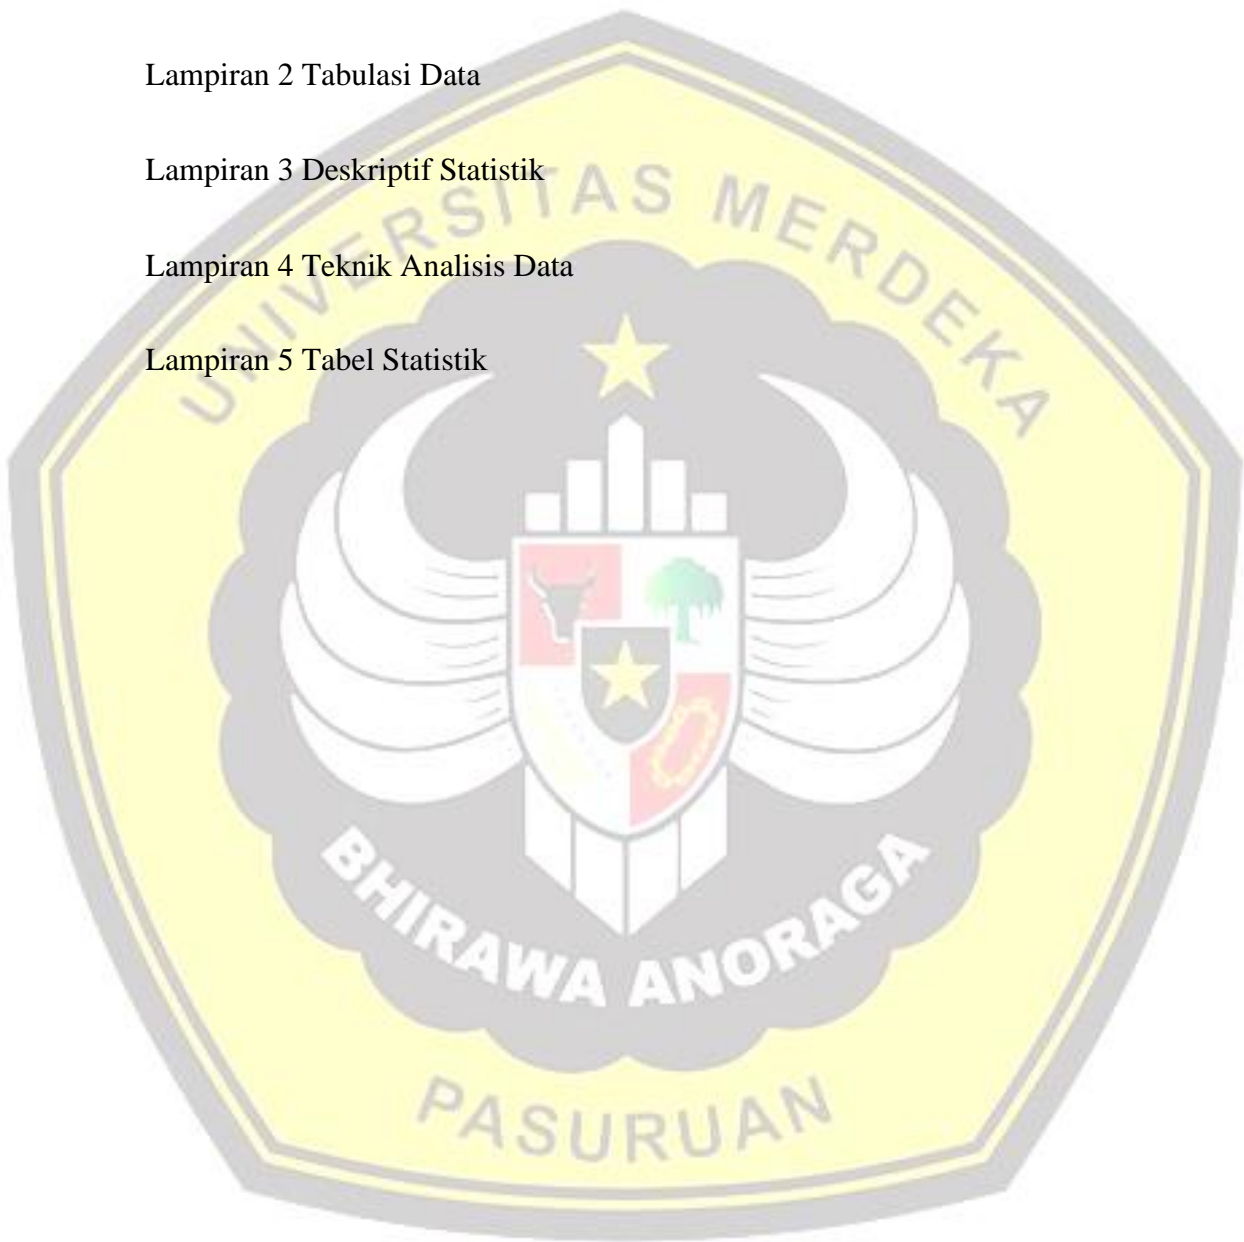 Lampiran 2 Tabulasi Data
Lampiran 3 Deskriptif Statistik
Lampiran 4 Teknik Analisis Data
Lampiran 5 Tabel Statistik
UNIVERSITAS MERDEKA
BHIRAWA ANORAGA
PASURUAN